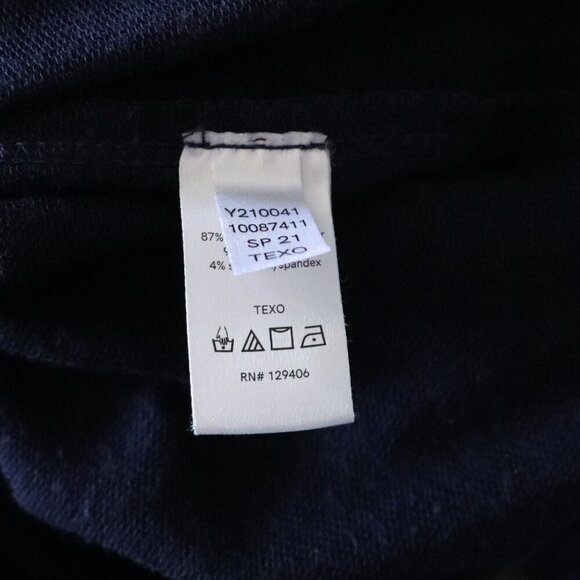 Y210041
10087411
SP 21
TEXO
87%
4% spandex
TEXO
RN# 129406